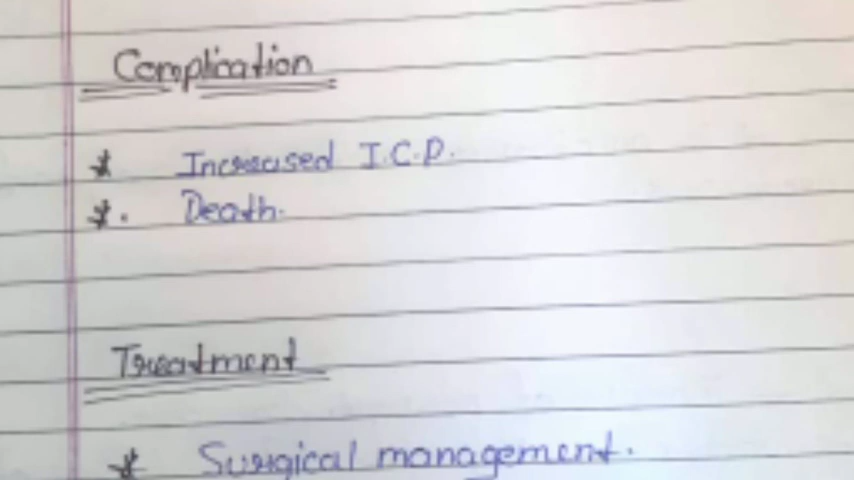 Complication
* Increased I.C.P.
*. Death.
Treatment
* Surgical management.